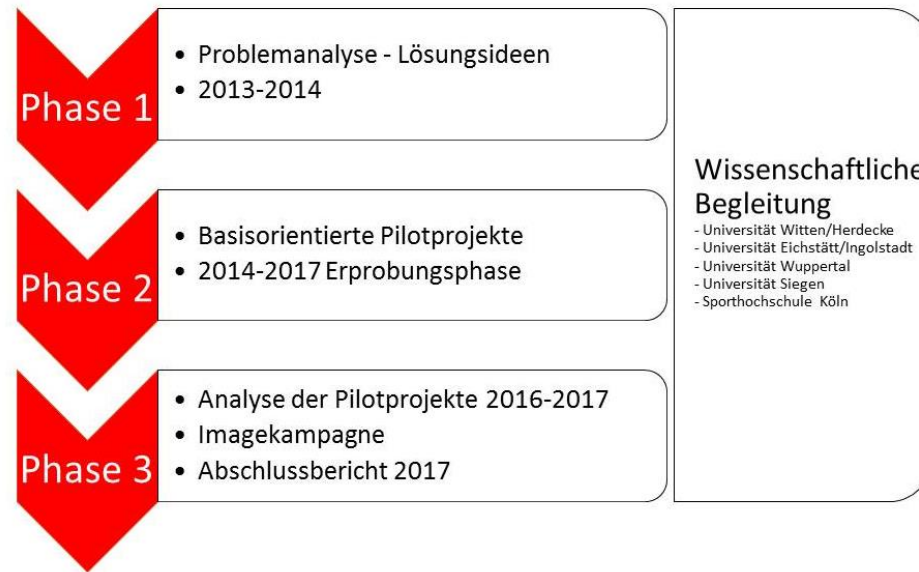 Phase 1
• Problemanalyse - Lösungsideen
• 2013-2014
Phase 2
• Basisorientierte Pilotprojekte
• 2014-2017 Erprobungsphase
Phase 3
• Analyse der Pilotprojekte 2016-2017
• Imagekampagne
• Abschlussbericht 2017
Wissenschaftliche
Begleitung
- Universität Witten/Herdecke
- Universität Eichstätt/Ingolstadt
- Universität Wuppertal
- Universität Siegen
- Sporthochschule Köln